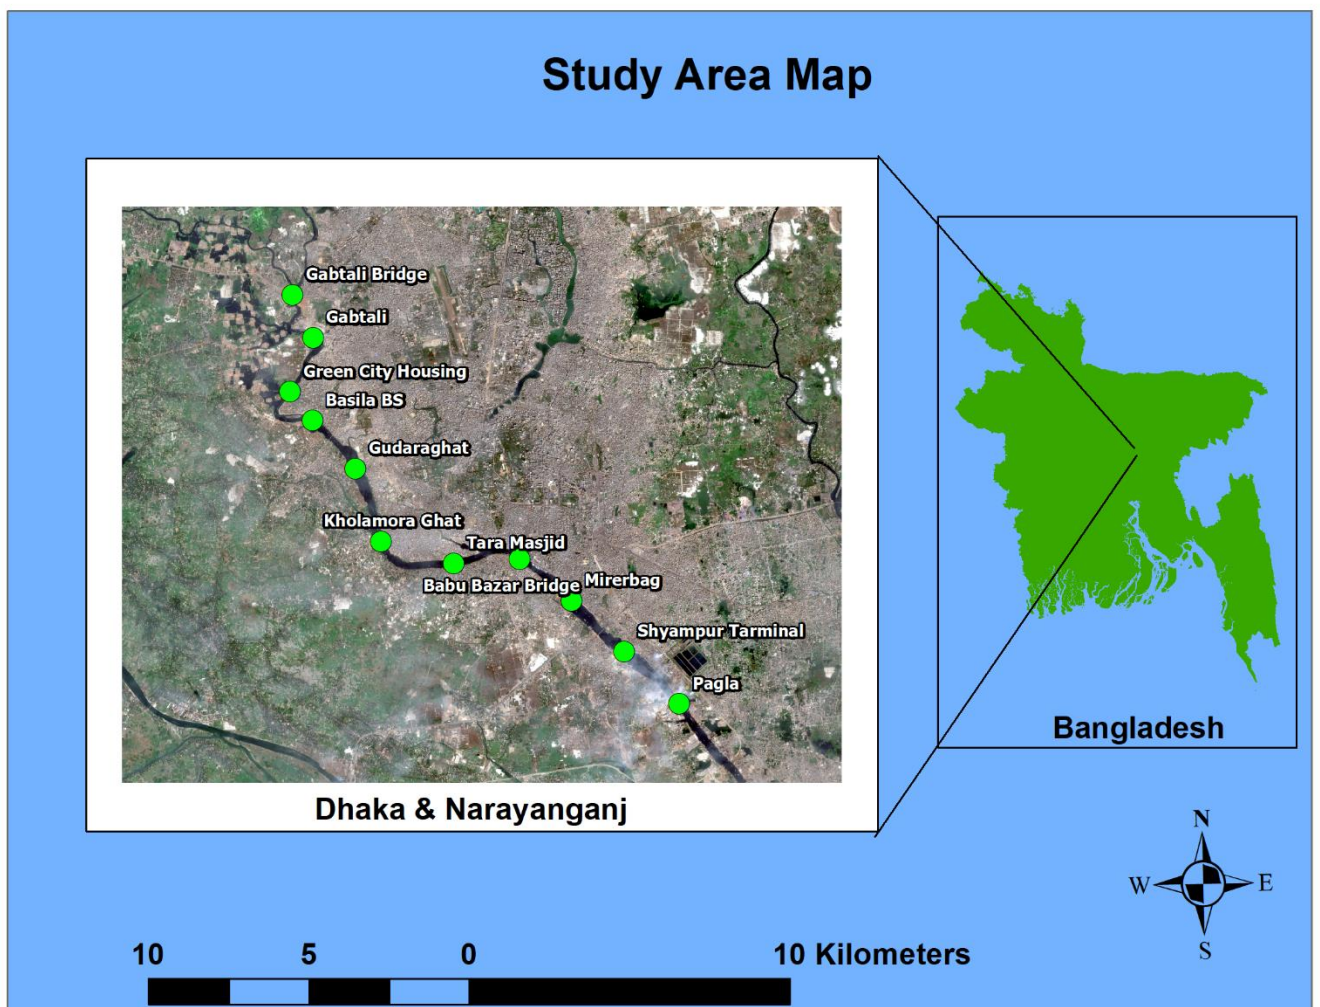 Study Area Map
Gabtali Bridge
Gabtali
Green City Housing
Basila BS
Gudaraghat
Kholamora Ghat
Tara Masjid
Babu Bazar Bridge
Mirerbag
Shyampur Tarminal
Pagla
Dhaka & Narayanganj
Bangladesh
N
W E
S
10 5 0 10 Kilometers